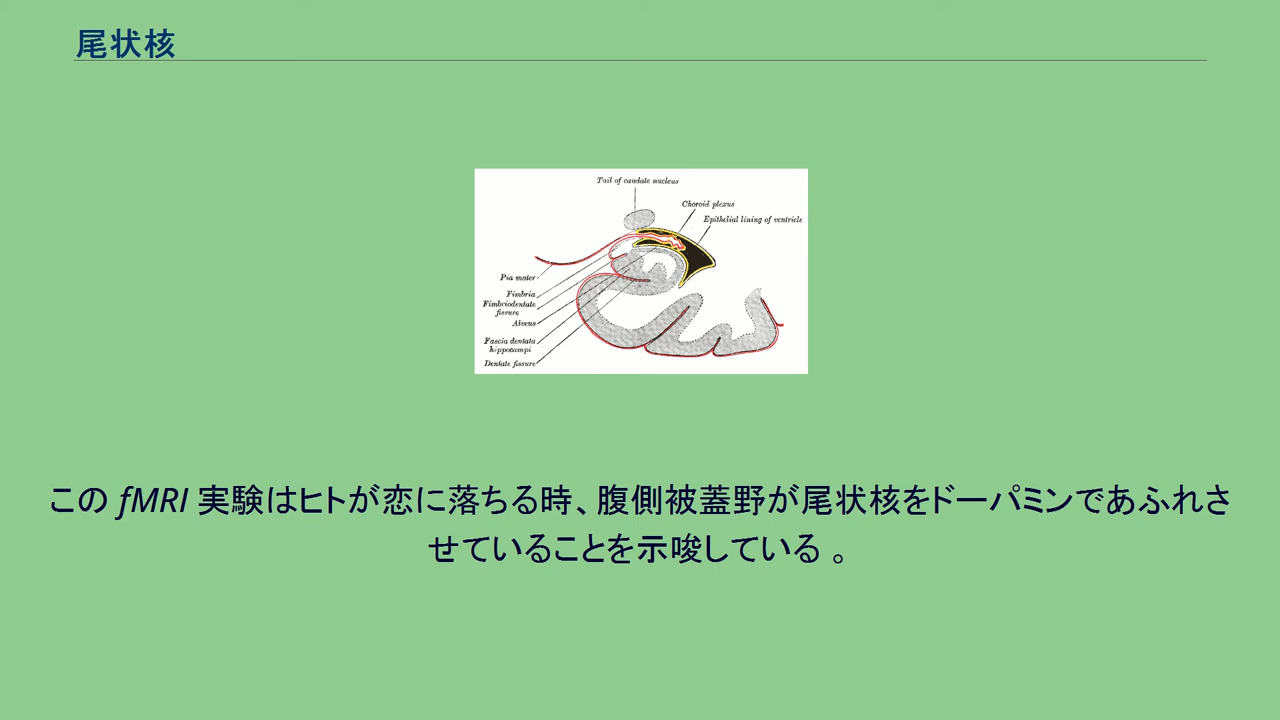 尾状核
Tail of caudate nucleus
Choroid plexus
Epithelial lining of ventricle
Pia mater
Fimbria
Fimbriodentate
fissure
Alveus
Fascia dentata
hippocampi
Dentate fissure
この fMRI 実験はヒトが恋に落ちる時、腹側被蓋野が尾状核をドーパミンであふれさ
せていることを示唆している 。